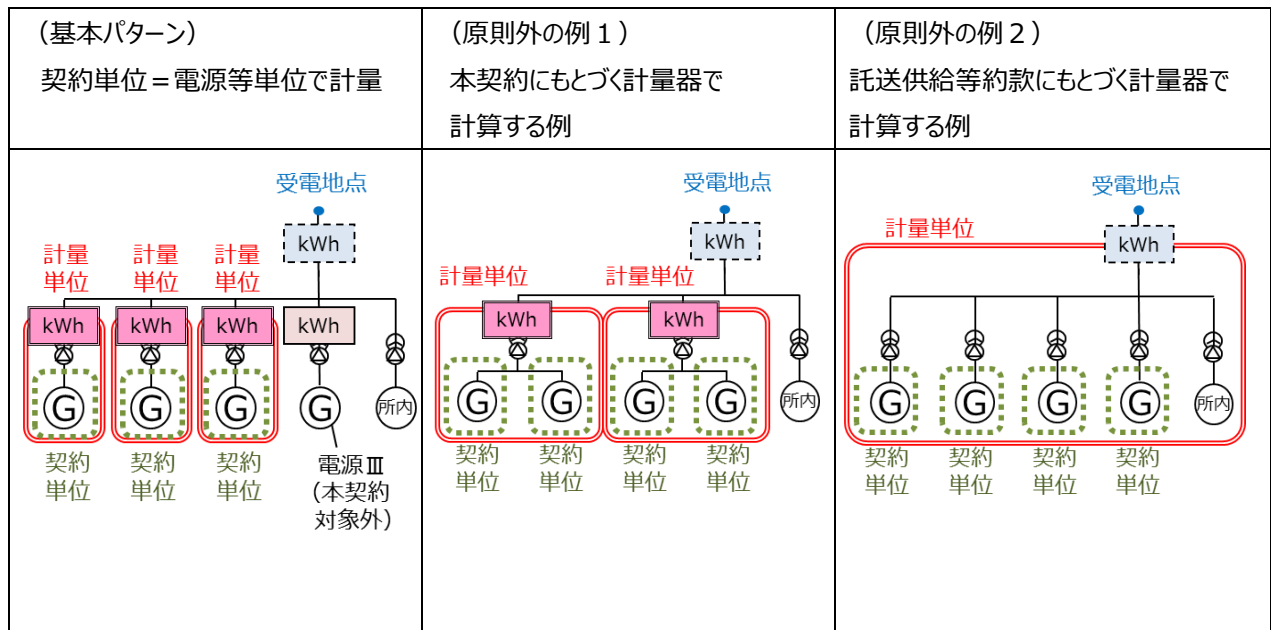 （基本パターン）
契約単位＝電源等単位で計量
（原則外の例１）
本契約にもとづく計量器で
計算する例
（原則外の例２）
託送供給等約款にもとづく計量器で
計算する例
受電地点
kWh
計量
単位
計量
単位
計量
単位
kWh
kWh
kWh
kWh
G
G
G
G
所内
契約
単位
契約
単位
契約
単位
電源Ⅲ
(本契約
対象外)
受電地点
kWh
計量単位
計量単位
kWh
kWh
G
G
G
G
所内
契約
単位
契約
単位
契約
単位
契約
単位
受電地点
計量単位
kWh
G
G
G
G
所内
契約
単位
契約
単位
契約
単位
契約
単位